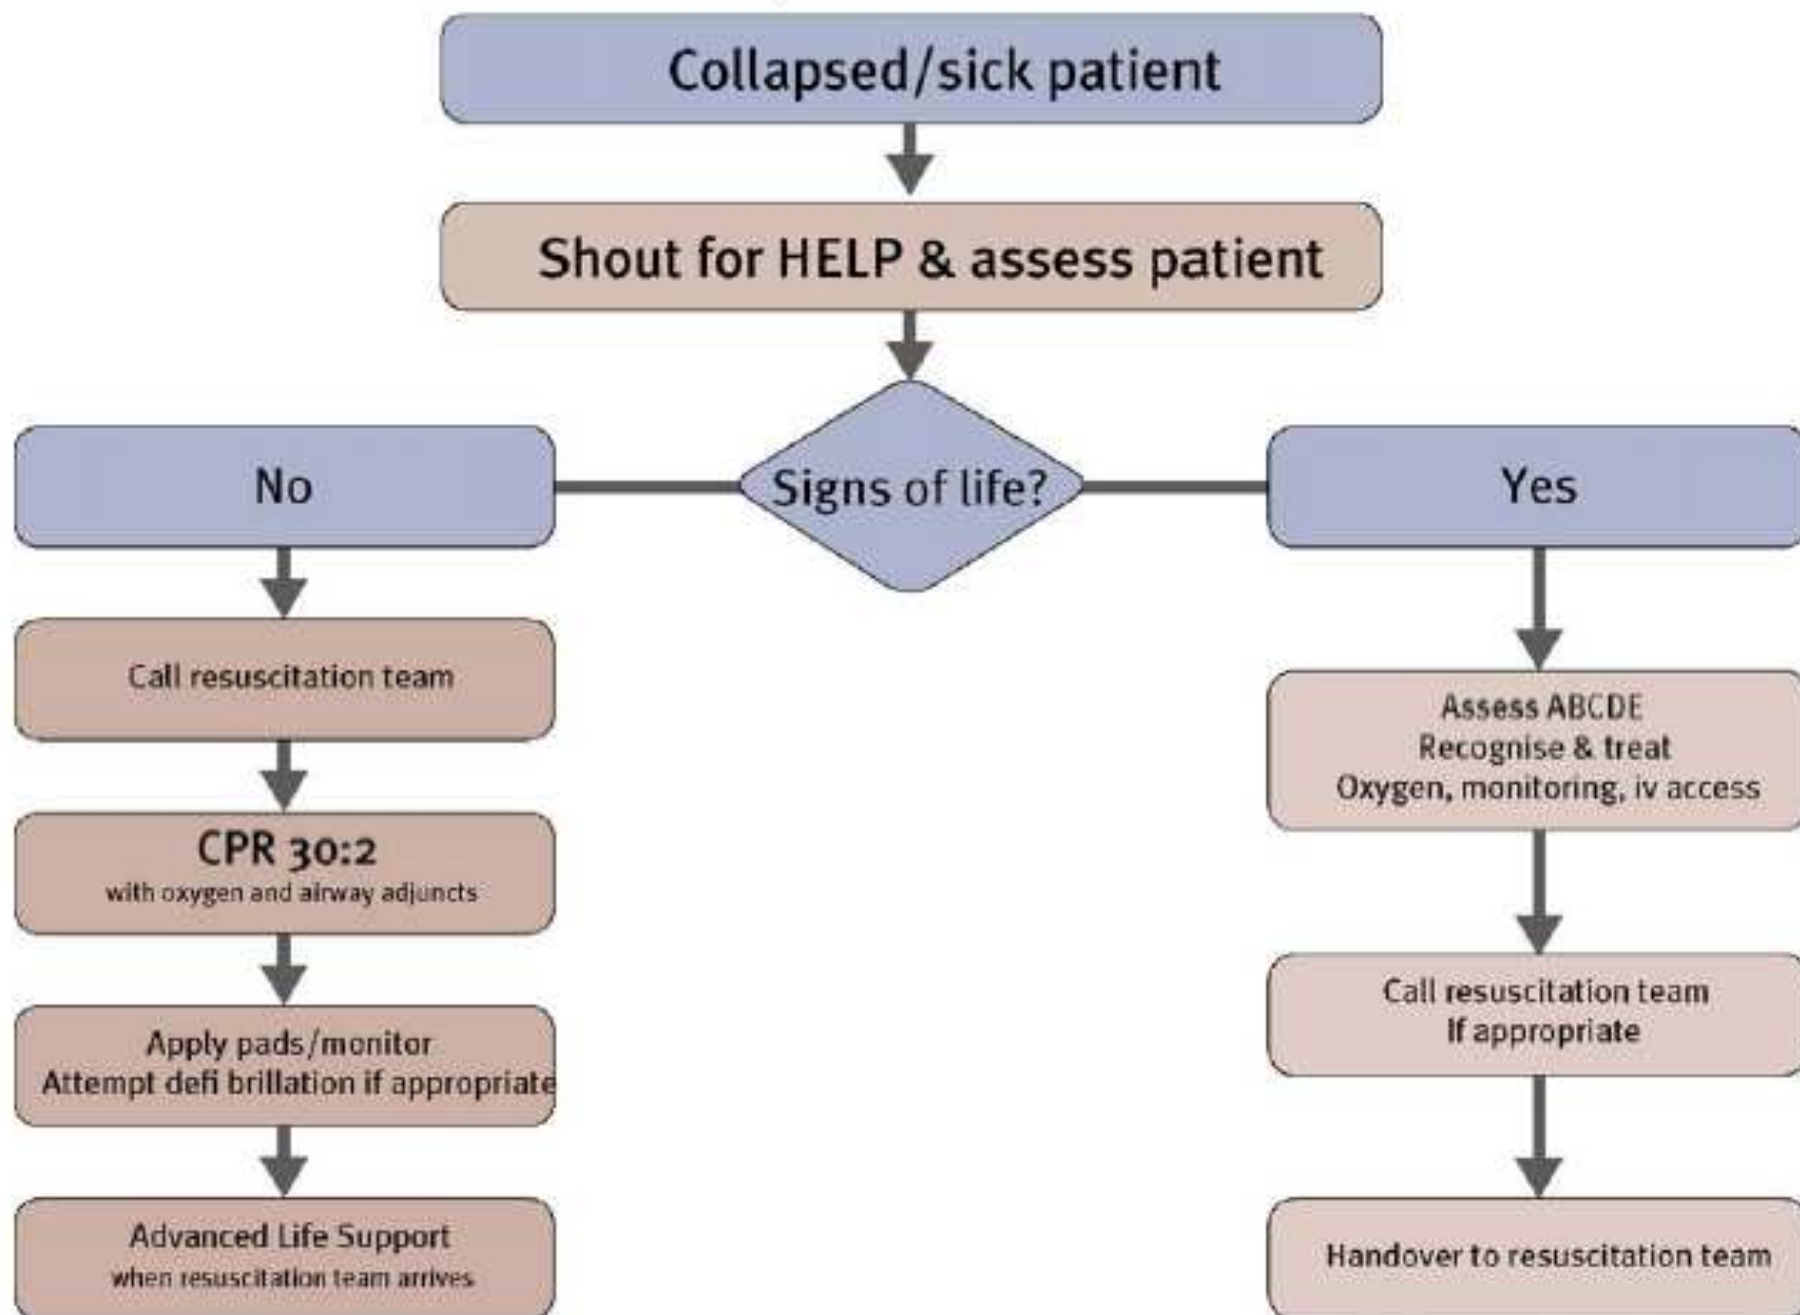 Collapsed/sick patient
Shout for HELP & assess patient
Signs of life?
No
Call resuscitation team
CPR 30:2
with oxygen and airway adjuncts
Apply pads/monitor
Attempt defi brillation if appropriate
Advanced Life Support
when resuscitation team arrives
Yes
Assess ABCDE
Recognise & treat
Oxygen, monitoring, iv access
Call resuscitation team
If appropriate
Handover to resuscitation team